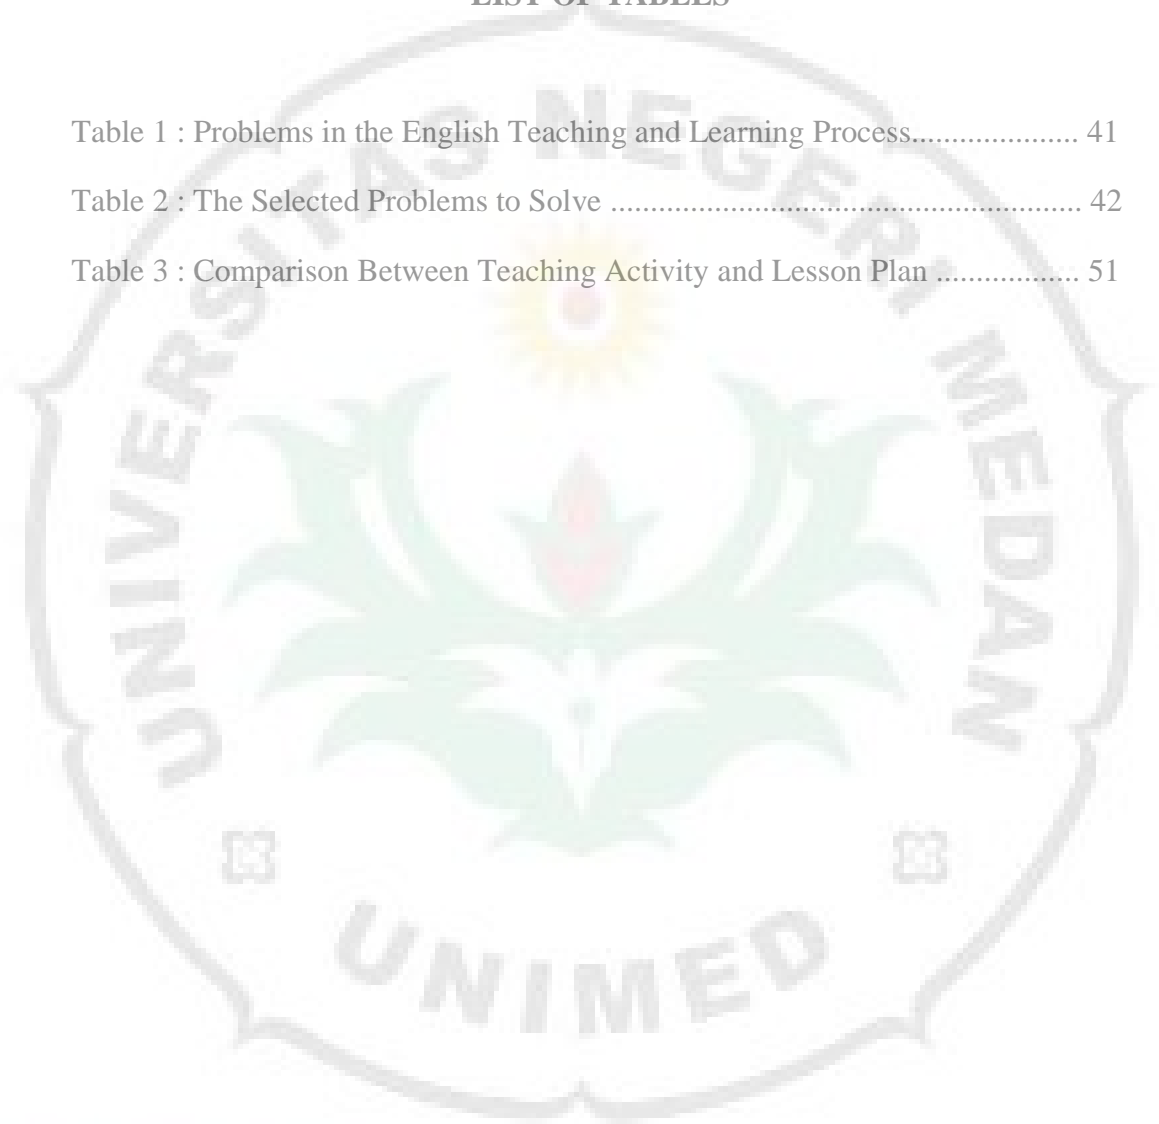 LIST OF TABLES
Table 1 : Problems in the English Teaching and Learning Process..................... 41
Table 2 : The Selected Problems to Solve ............................................................ 42
Table 3 : Comparison Between Teaching Activity and Lesson Plan .................. 51
UNIVERSITAS NEGERI MEDAN
UNIMED